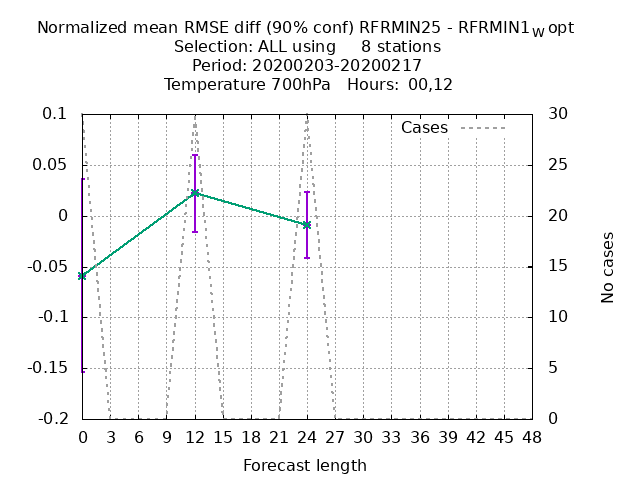 Normalized mean RMSE diff (90% conf) RFRMIN25 - RFRMIN1wopt
Selection: ALL using 8 stations
Period: 20200203-20200217
Temperature 700hPa Hours: 00,12
Cases
0.1
0.05
0
-0.05
-0.1
-0.15
-0.2
30
25
20
15
10
5
0
No cases
0 3 6 9 12 15 18 21 24 27 30 33 36 39 42 45 48
Forecast length